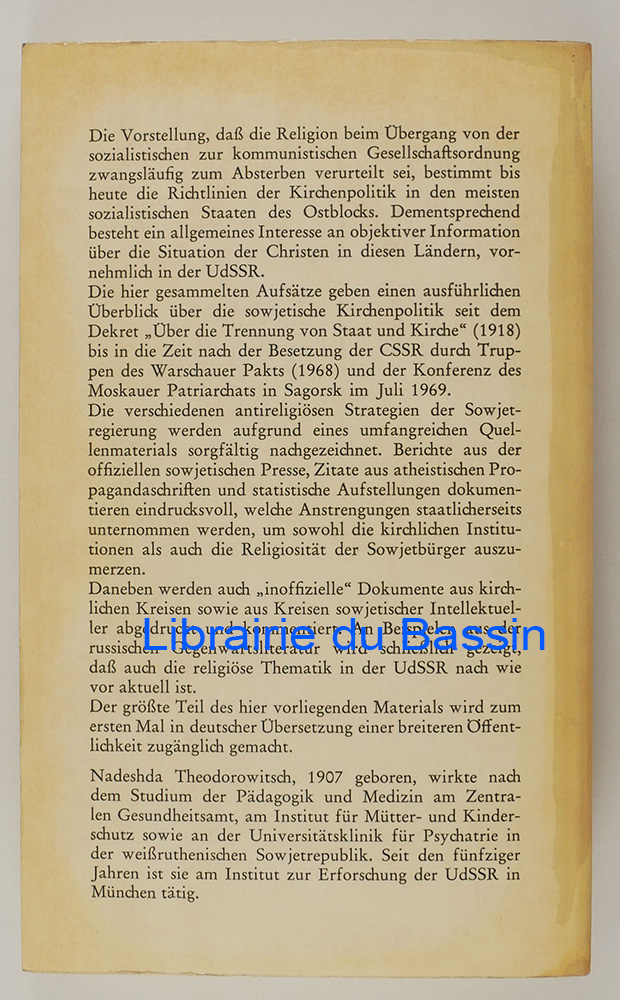 Die Vorstellung, daß die Religion beim Übergang von der
sozialistischen zur kommunistischen Gesellschaftsordnung
zwangsläufig zum Absterben verurteilt sei, bestimmt bis
heute die Richtlinien der Kirchenpolitik in den meisten
sozialistischen Staaten des Ostblocks. Dementsprechend
besteht ein allgemeines Interesse an objektiver Information
über die Situation der Christen in diesen Ländern, vor-
nehmlich in der UdSSR.
Die hier gesammelten Aufsätze geben einen ausführlichen
Überblick über die sowjetische Kirchenpolitik seit dem
Dekret „Über die Trennung von Staat und Kirche“ (1918)
bis in die Zeit nach der Besetzung der CSSR durch Trup-
pen des Warschauer Pakts (1968) und der Konferenz des
Moskauer Patriarchats in Sagorsk im Juli 1969.
Die verschiedenen antireligiösen Strategien der Sowjet-
regierung werden aufgrund eines umfangreichen Quel-
lenmaterials sorgfältig nachgezeichnet. Berichte aus der
offiziellen sowjetischen Presse, Zitate aus atheistischen Pro-
pagandaschriften und statistische Aufstellungen dokumen-
tieren eindrucksvoll, welche Anstrengungen staatlicherseits
unternommen werden, um sowohl die kirchlichen Institu-
tionen als auch die Religiosität der Sowjetbürger auszu-
merzen.
Daneben werden auch „inoffizielle“ Dokumente aus kirch-
lichen Kreisen sowie aus Kreisen sowjetischer Intellektuel-
ler abgedruckt und kommentiert. An Beispielen aus der
russischen Gegenwartsliteratur wird schließlich gezeigt,
daß auch die religiöse Thematik in der UdSSR nach wie
vor aktuell ist.
Der größte Teil des hier vorliegenden Materials wird zum
ersten Mal in deutscher Übersetzung einer breiteren Öffent-
lichkeit zugänglich gemacht.
Nadeshda Theodorowitsch, 1907 geboren, wirkte nach
dem Studium der Pädagogik und Medizin am Zentra-
len Gesundheitsamt, am Institut für Mütter- und Kinder-
schutz sowie an der Universitätsklinik für Psychatrie in
der weißruthenischen Sowjetrepublik. Seit den fünfziger
Jahren ist sie am Institut zur Erforschung der UdSSR in
München tätig.
Librairie du Bassin